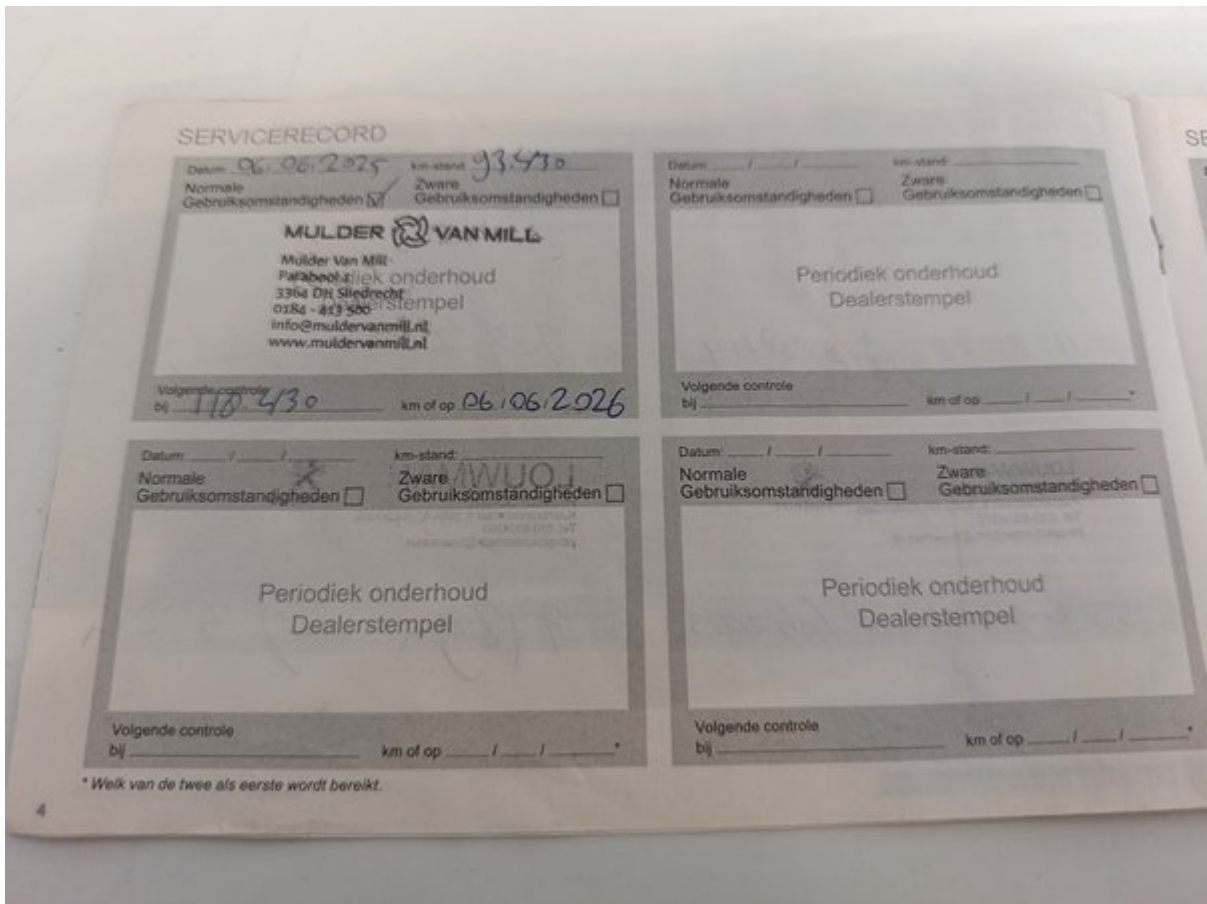 SERVICERECORD
Datum: 06/06/2025 km-stand: 93.430
Normale Gebruiksomstandigheden
Zware Gebruiksomstandigheden
MULDER VAN MILL
Mulder Van Mill
Parabool
3364 DH Sliedrecht
0184 - 413 500
info@muldervanmill.nl
www.muldervanmill.nl
Periodiek onderhoud
Dealerstempel
Volgende controle
bij 118.430 km of op 06/06/2026
Datum: / / km-stand:
Normale Gebruiksomstandigheden
Zware Gebruiksomstandigheden
Periodiek onderhoud
Dealerstempel
Volgende controle
bij km of op / / *
Datum: / / km-stand:
Normale Gebruiksomstandigheden
Zware Gebruiksomstandigheden
Periodiek onderhoud
Dealerstempel
Volgende controle
bij km of op / / *
Datum: / / km-stand:
Normale Gebruiksomstandigheden
Zware Gebruiksomstandigheden
Periodiek onderhoud
Dealerstempel
Volgende controle
bij km of op / / *
* Welk van de twee als eerste wordt bereikt.
4
SE